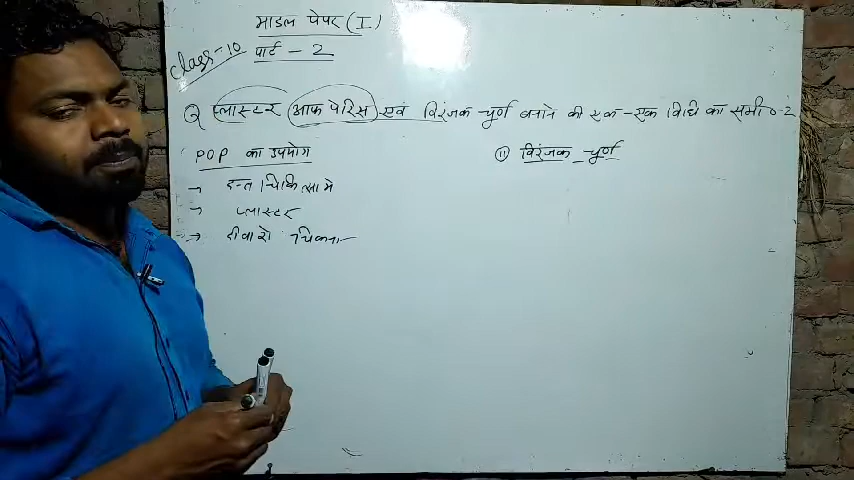 माडल पेपर (I)
Class-10 पार्ट - 2
Q प्लास्टर आफ पेरिस एवं विरंजक चूर्ण बनाने की एक-एक विधि का समी0-2
POP का उपयोग
→ दन्त चिकित्सा मे
→ प्लास्टर
→ दीवारो चिकना
(II) विरंजक चूर्ण